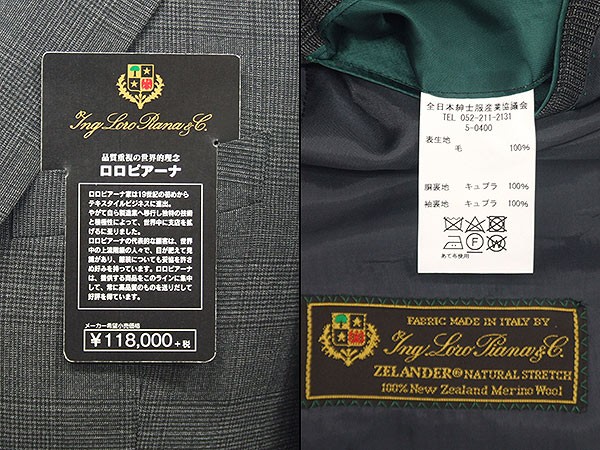 Ing. Loro Piana & C.
品質重視の世界的理念
ロロピアーナ
ロロピアーナ家は19世紀の初めから
テキスタイルビジネスに進出。
やがて自ら製造業へ移行し独特の技術
と積極性によって、世界中に支店を拡
げるに至りました。
ロロピアーナの代表的な顧客は、世界
中の上流階級の人々で、目が肥えて見
識があり、服装についても妥協を許さ
ぬ好みを持っています。ロロピアーナ
は、提供する商品をこのラインに集中
して、常に高品質のものを送りだして
好評を得ています。
メーカー希望小売価格
¥118,000+税
全日本紳士服産業協議会
TEL 052-211-2131
5-0400
表生地
毛 100%
胴裏地 キュプラ 100%
袖裏地 キュプラ 100%
あて布使用
FABRIC MADE IN ITALY BY
Ing. Loro Piana & C.
ZELANDER® NATURAL STRETCH
100% New Zealand Merino Wool